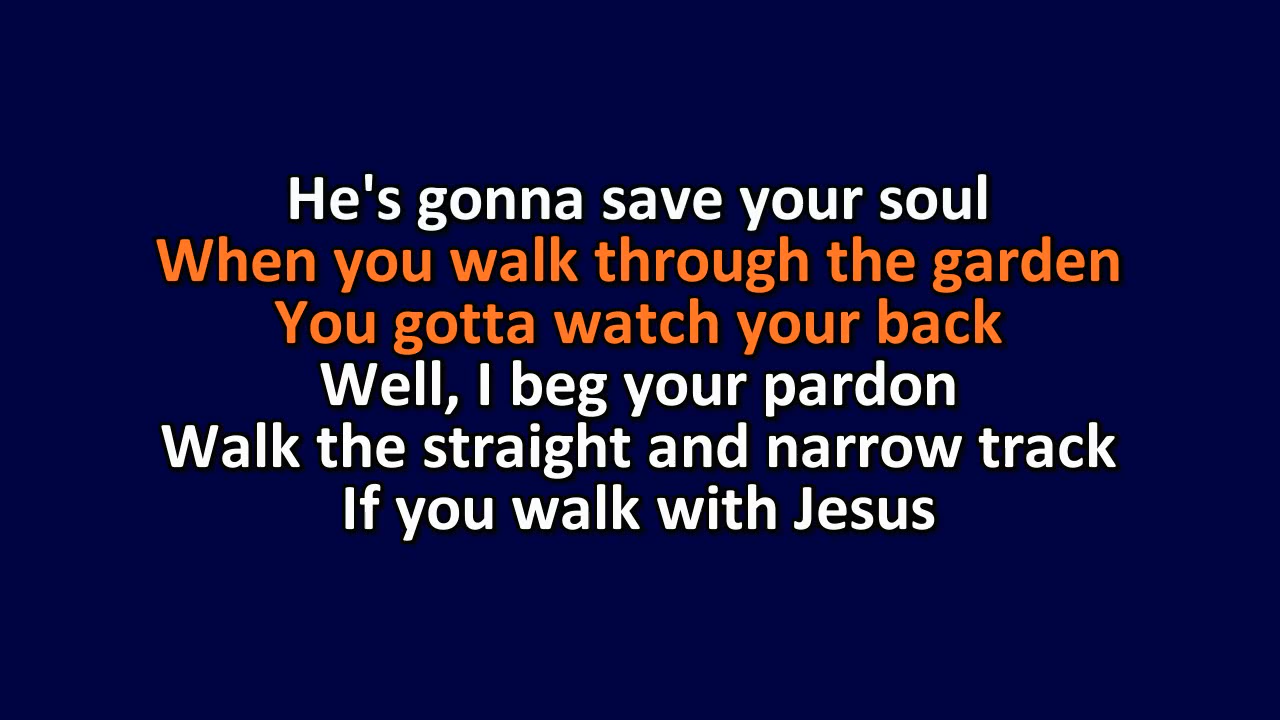 He's gonna save your soul
When you walk through the garden
You gotta watch your back
Well, I beg your pardon
Walk the straight and narrow track
If you walk with Jesus